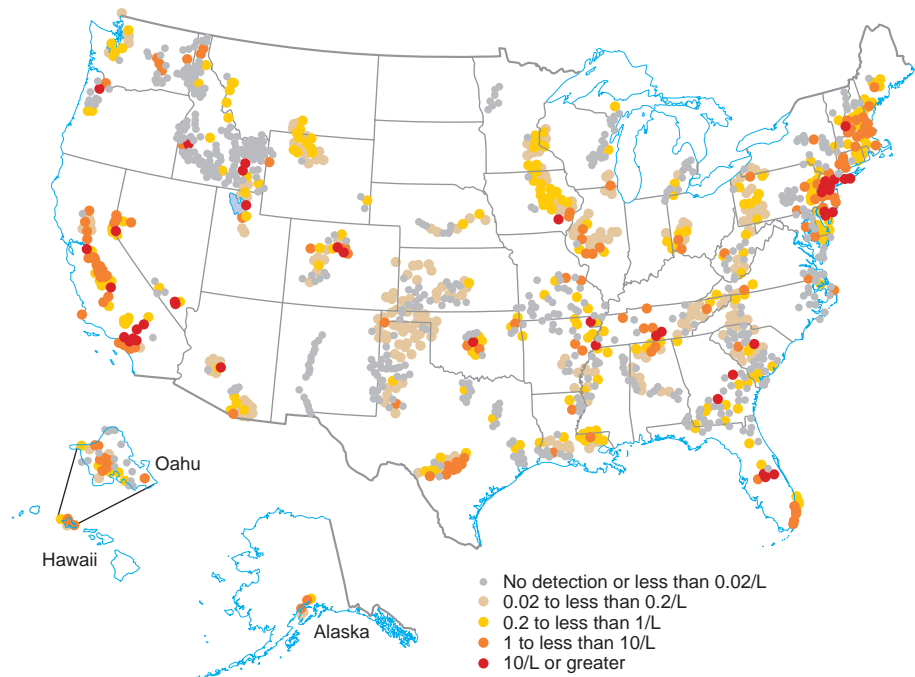 Oahu
Hawaii
Alaska
No detection or less than 0.02/L
0.02 to less than 0.2/L
0.2 to less than 1/L
1 to less than 10/L
10/L or greater